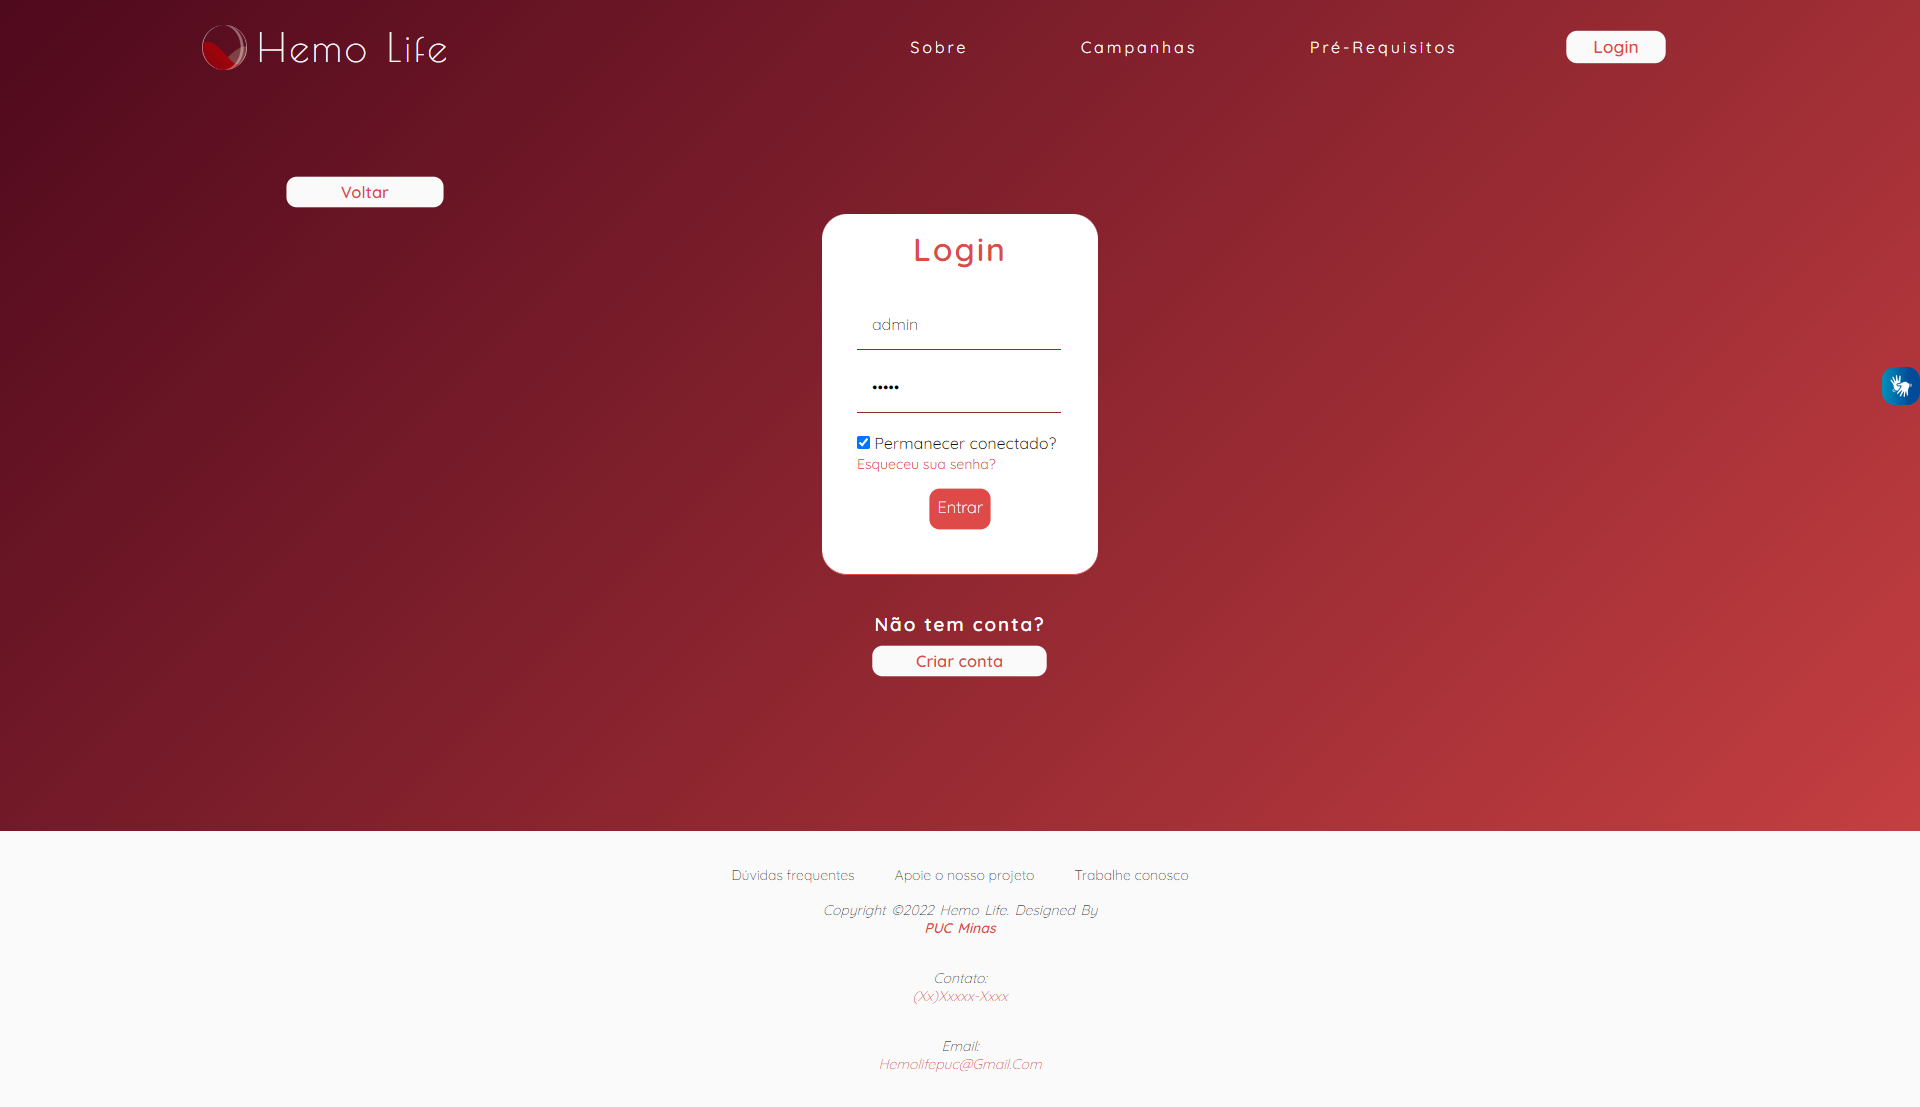 Hemo Life
Sobre
Campanhas
Pré-Requisitos
Login
Voltar
Login
admin
•••••
Permanecer conectado?
Esqueceu sua senha?
Entrar
Não tem conta?
Criar conta
Dúvidas frequentes
Apoie o nosso projeto
Trabalhe conosco
Copyright ©2022 Hemo Life. Designed By
PUC Minas
Contato:
(Xx)Xxxxx-Xxxx
Email:
Hemolifepuc@Gmail.Com